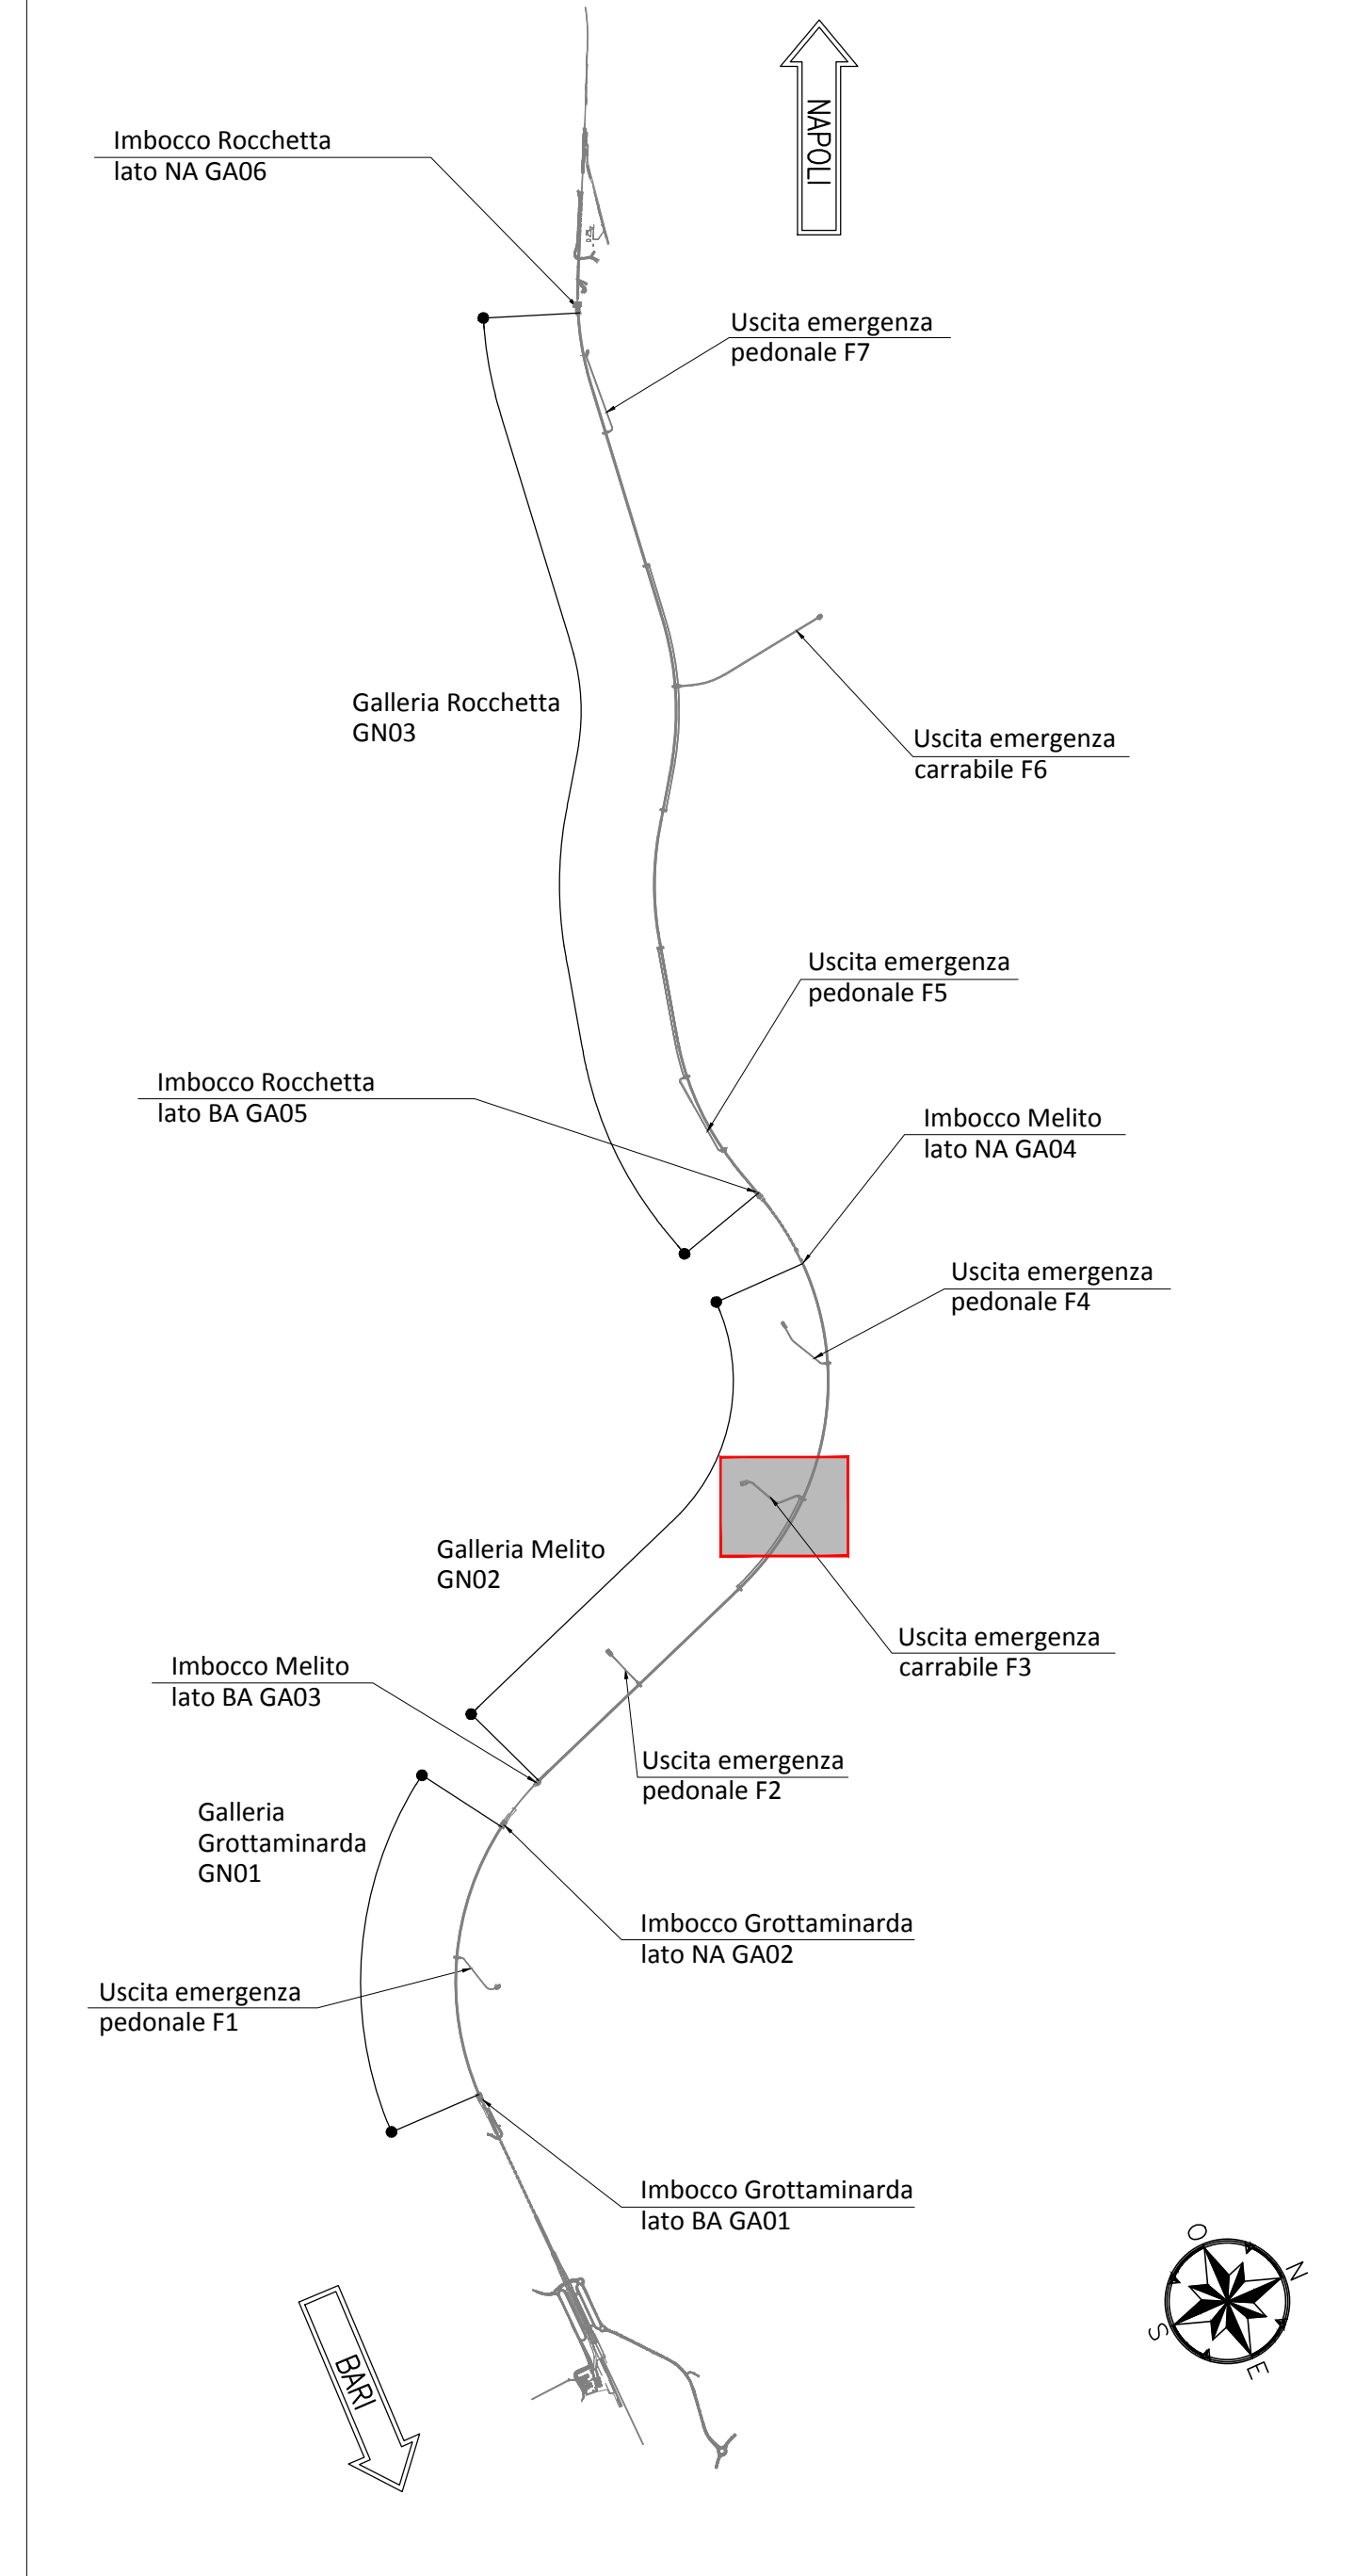 NAPOLI
Imbocco Rocchetta
lato NA GA06
Uscita emergenza
pedonale F7
Galleria Rocchetta
GN03
Uscita emergenza
carrabile F6
Uscita emergenza
pedonale F5
Imbocco Rocchetta
lato BA GA05
Imbocco Melito
lato NA GA04
Uscita emergenza
pedonale F4
Galleria Melito
GN02
Uscita emergenza
carrabile F3
Imbocco Melito
lato BA GA03
Uscita emergenza
pedonale F2
Galleria
Grottaminarda
GN01
Imbocco Grottaminarda
lato NA GA02
Uscita emergenza
pedonale F1
Imbocco Grottaminarda
lato BA GA01
BARI
O
N
S
E